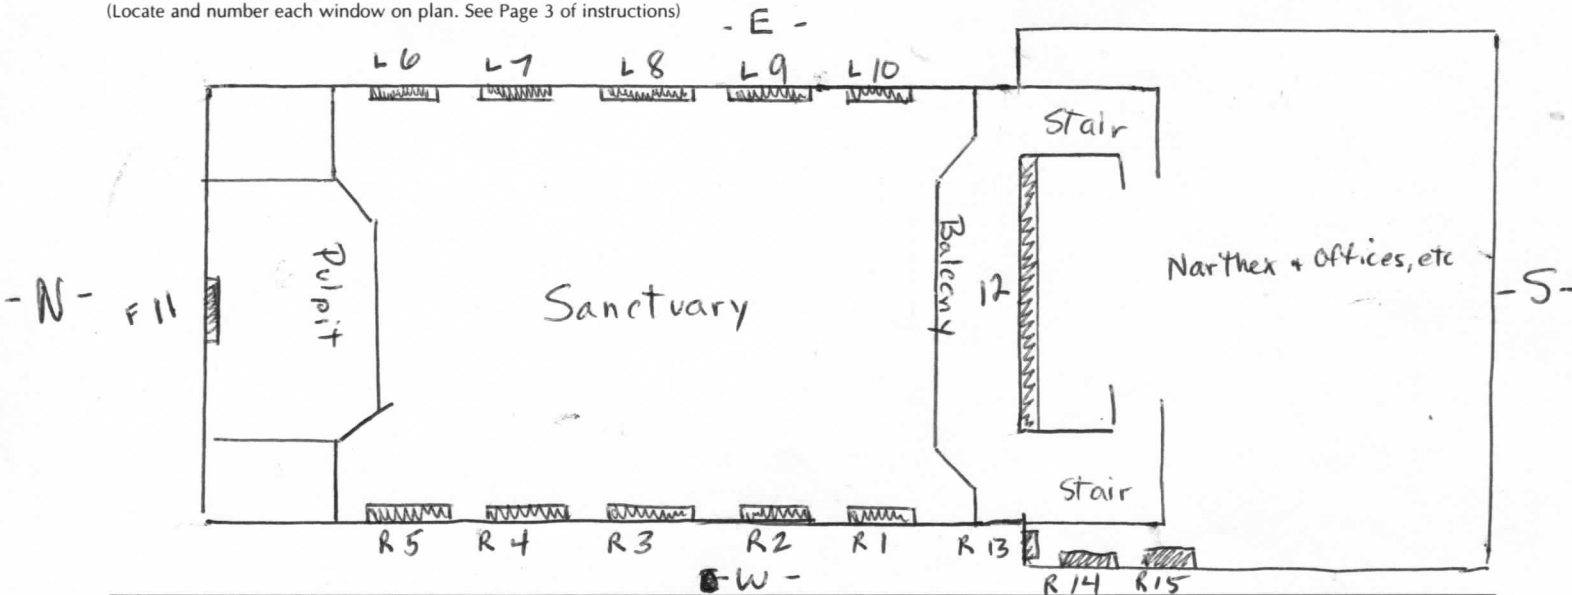 (Locate and number each window on plan. See Page 3 of instructions)
- E -
L 6 L 7 L 8 L 9 L 10
Stair
Narthex + offices, etc
- N -
F 11
Pulpit
Sanctuary
Balcony
12
- S -
Stair
R 5 R 4 R 3 R 2 R 1 R 13
- W -
R 14 R 15